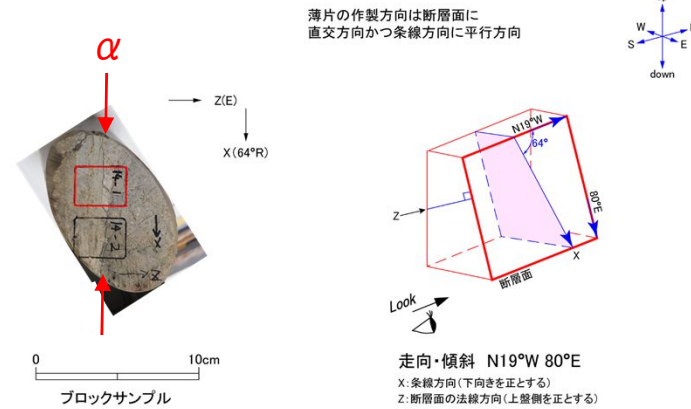 薄片の作製方向は断層面に
直交方向かつ条線方向に平行方向
W
S
E
down
α
Z(E)
X(64°R)
14-1
14-2
→X
N19°W
64°
80°E
Z
X
断層面
Look
0 10cm
ブロックサンプル
走向・傾斜 N19°W 80°E
X:条線方向(下向きを正とする)
Z:断層面の法線方向(上盤側を正とする)